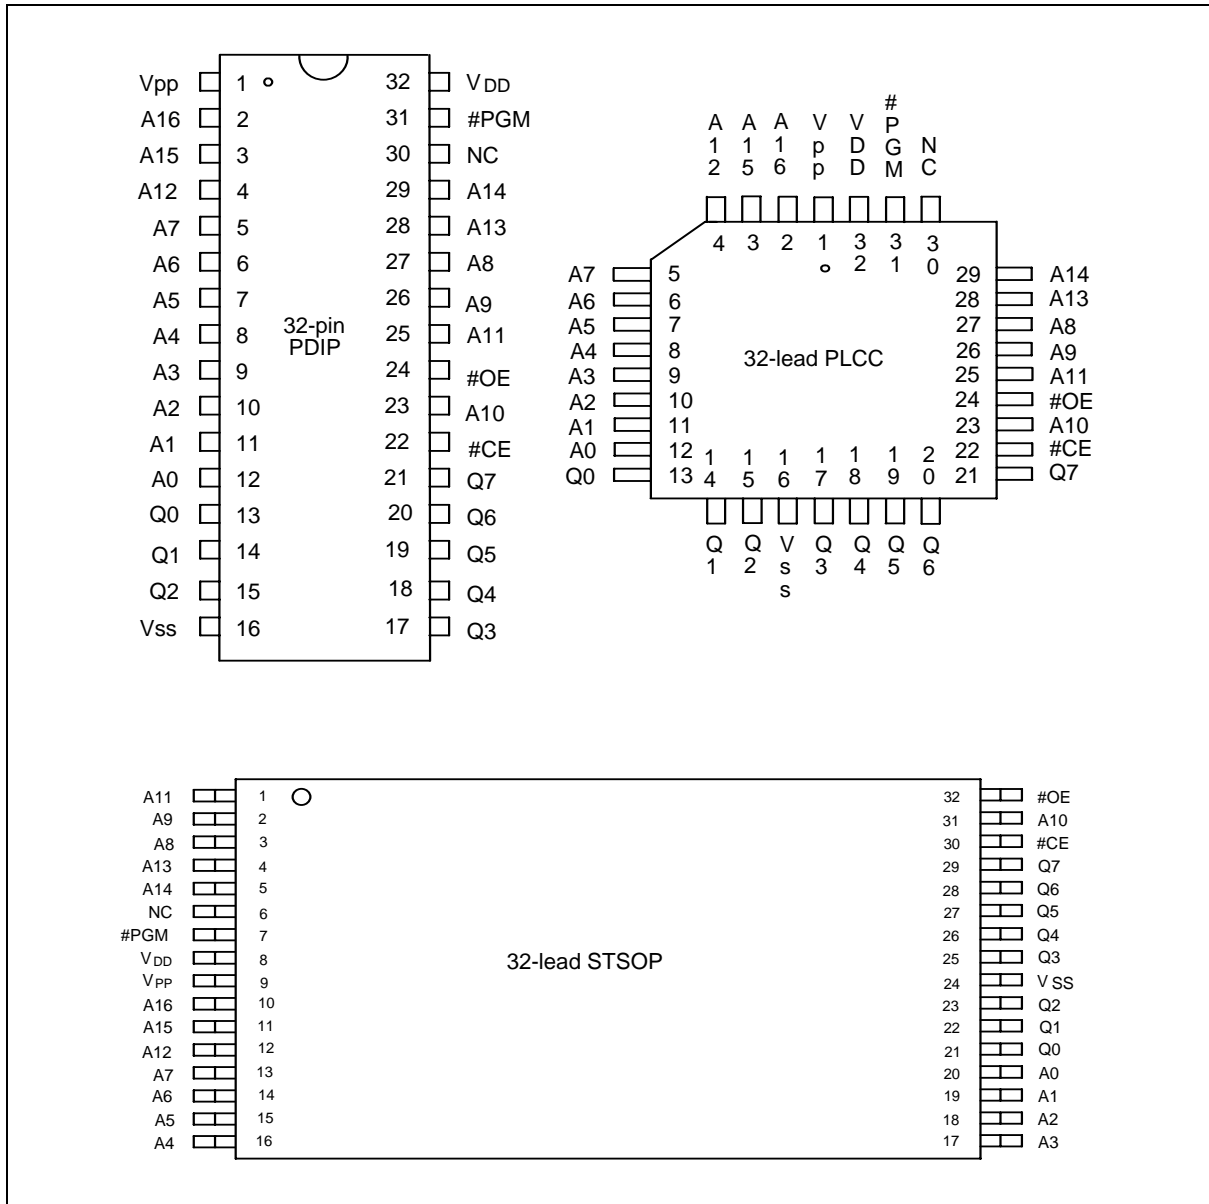 Vpp 1 32 VDD
A16 2 31 #PGM
A15 3 30 NC
A12 4 29 A14
A7 5 28 A13
A6 6 27 A8
A5 7 26 A9
A4 8 25 A11
A3 9 24 #OE
A2 10 23 A10
A1 11 22 #CE
A0 12 21 Q7
Q0 13 20 Q6
Q1 14 19 Q5
Q2 15 18 Q4
Vss 16 17 Q3
32-pin
PDIP
A12 A15 A16 Vpp VDD #PGM NC
4 3 2 1 32 31 30
A7 5 29 A14
A6 6 28 A13
A5 7 27 A8
A4 8 26 A9
A3 9 25 A11
A2 10 24 #OE
A1 11 23 A10
A0 12 22 #CE
Q0 13 21 Q7
32-lead PLCC
14 15 16 17 18 19 20
Q1 Q2 Vss Q3 Q4 Q5 Q6
A11 1 32 #OE
A9 2 31 A10
A8 3 30 #CE
A13 4 29 Q7
A14 5 28 Q6
NC 6 27 Q5
#PGM 7 26 Q4
VDD 8 25 Q3
VPP 9 24 VSS
A16 10 23 Q2
A15 11 22 Q1
A12 12 21 Q0
A7 13 20 A0
A6 14 19 A1
A5 15 18 A2
A4 16 17 A3
32-lead STSOP